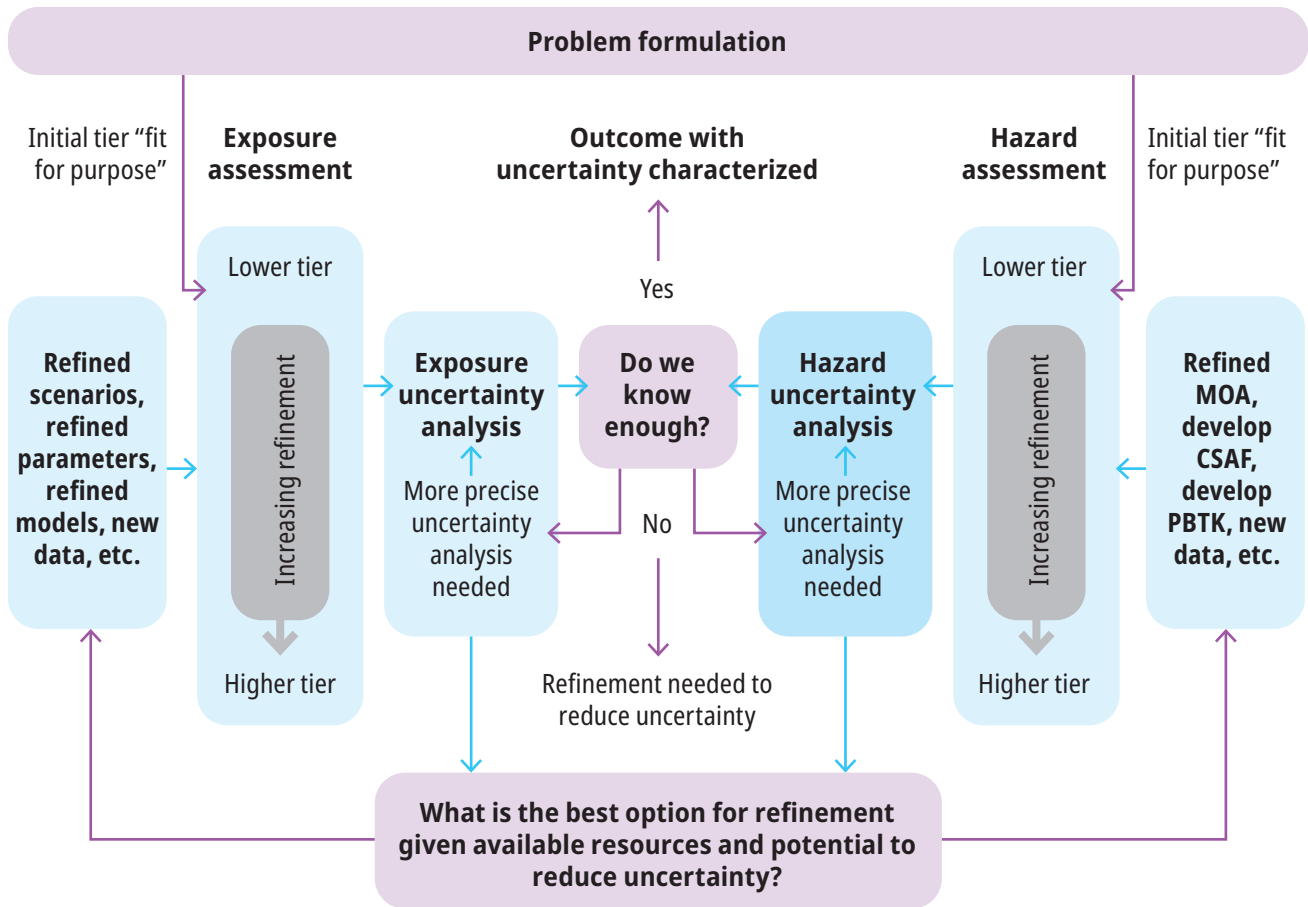 Problem formulation
Initial tier “fit
for purpose”
Exposure
assessment
Outcome with
uncertainty characterized
Hazard
assessment
Initial tier “fit
for purpose”
Lower tier
Increasing refinement
Higher tier
Refined
scenarios,
refined
parameters,
refined
models, new
data, etc.
Exposure
uncertainty
analysis
More precise
uncertainty
analysis
needed
Yes
Do we
know
enough?
No
Refinement needed to
reduce uncertainty
Hazard
uncertainty
analysis
More precise
uncertainty
analysis
needed
Lower tier
Increasing refinement
Higher tier
Refined
MOA,
develop
CSAF,
develop
PBTK, new
data, etc.
What is the best option for refinement
given available resources and potential to
reduce uncertainty?